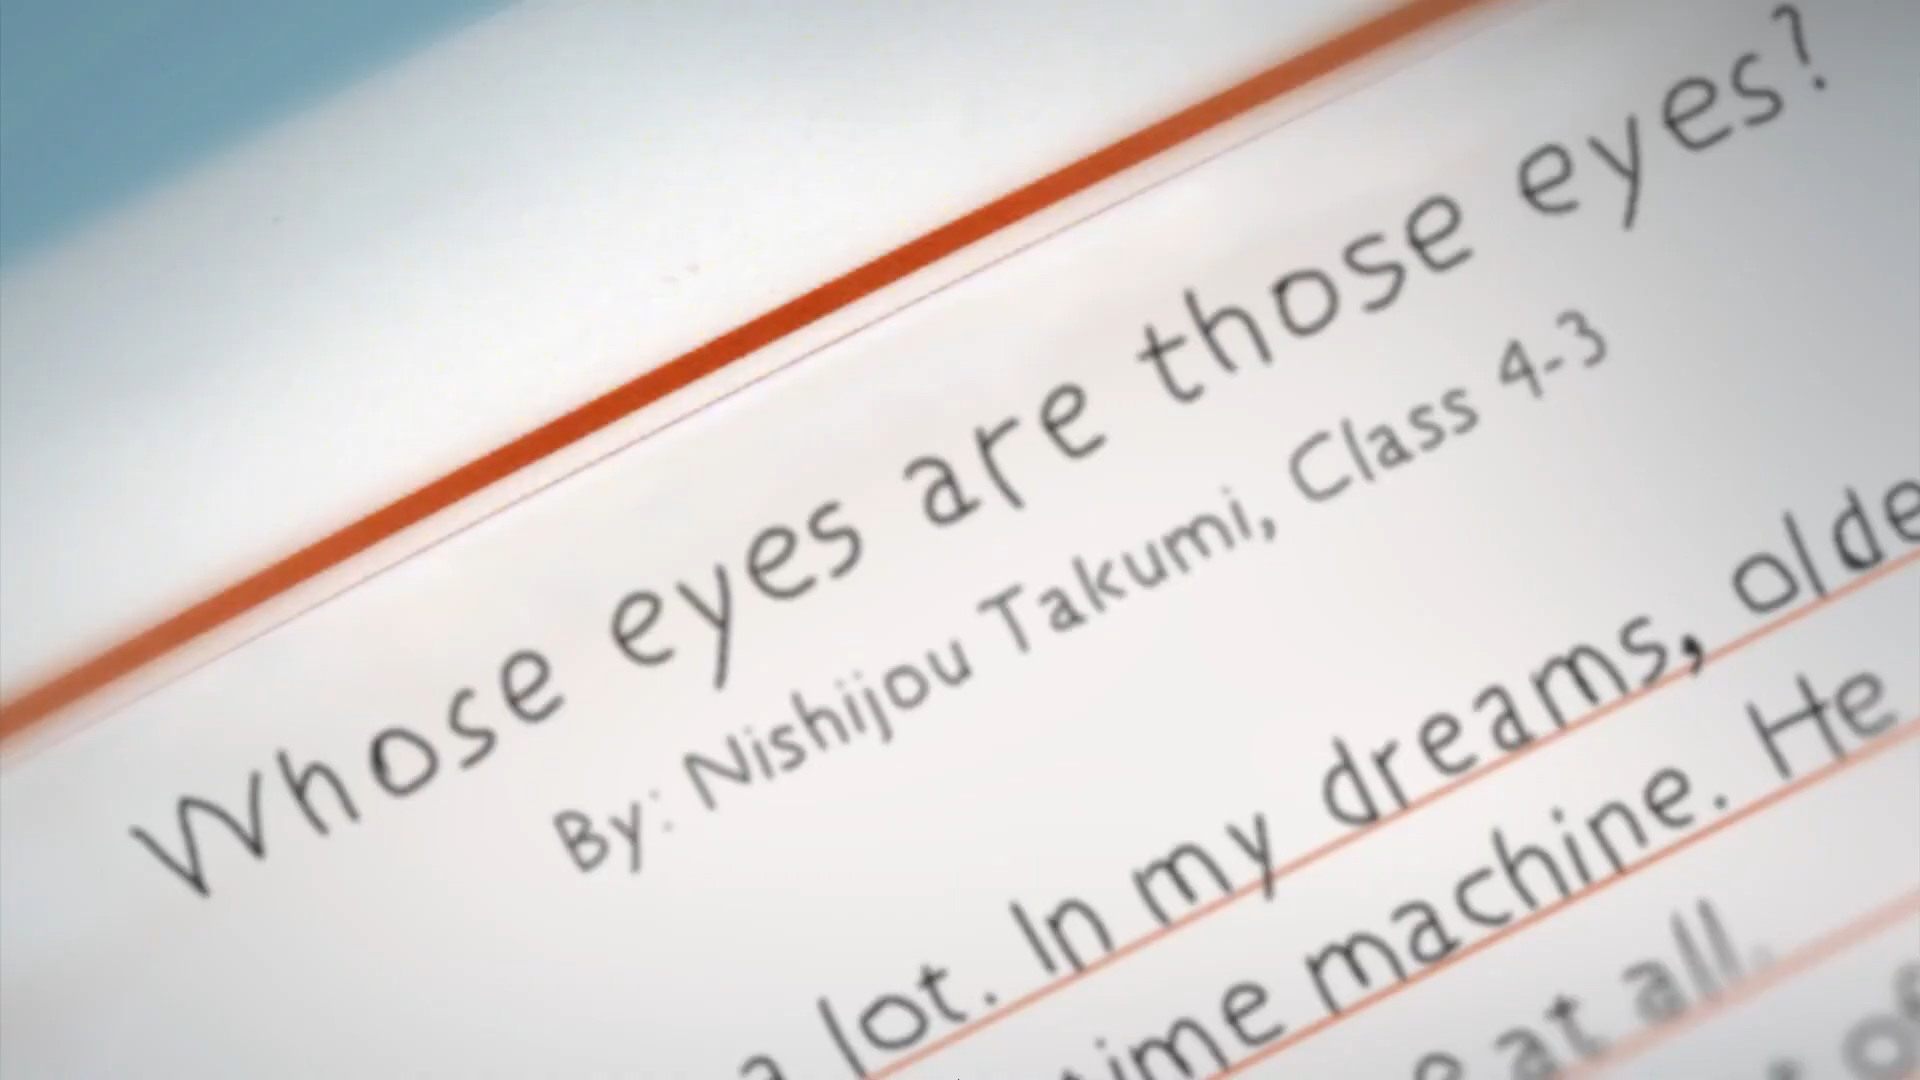 Whose eyes are those eyes?
By: Nishijou Takumi, Class 4-3
a lot. In my dreams, olde
time machine. He
at all.
of